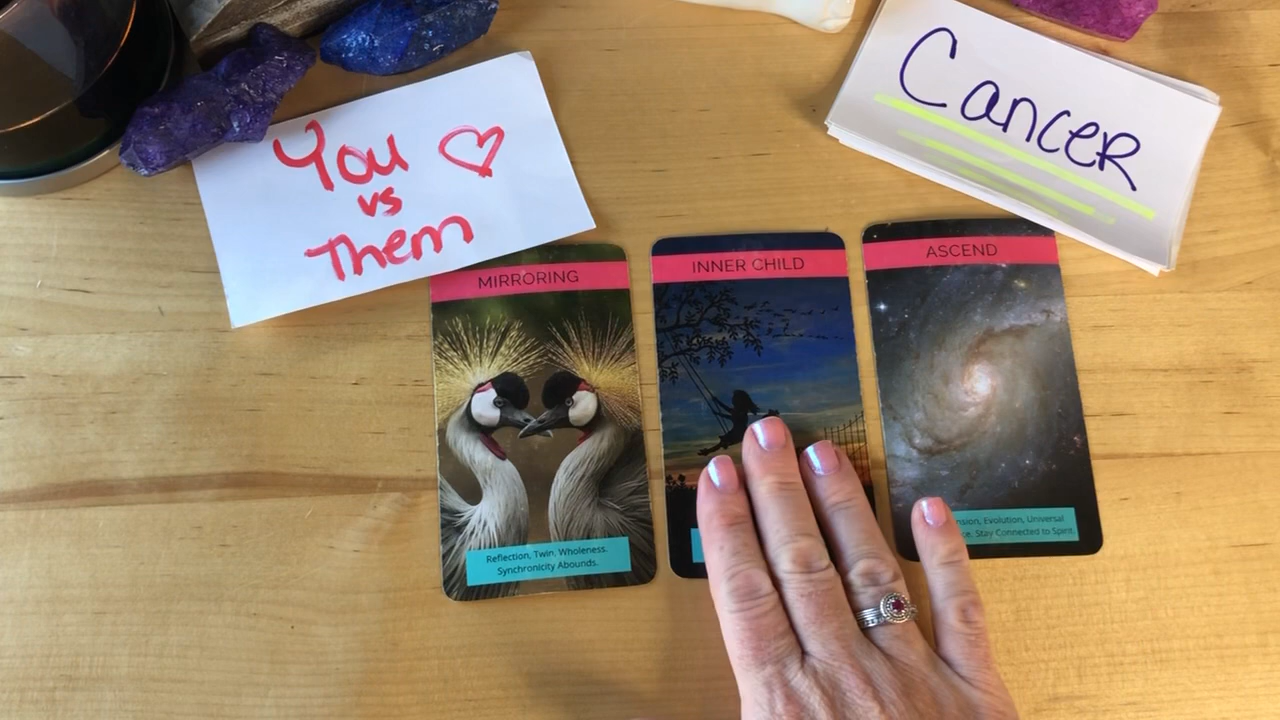 You
vs
Them
Cancer
MIRRORING
Reflection, Twin, Wholeness.
Synchronicity Abounds.
INNER CHILD
ASCEND
Evolution, Universal
Stay Connected to Spirit.